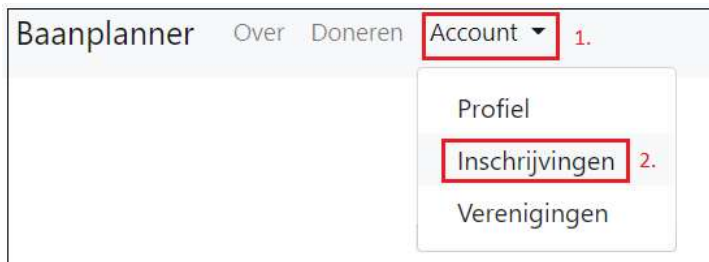 Baanplanner Over Doneren Account 1.
Profiel
Inschrijvingen 2.
Verenigingen